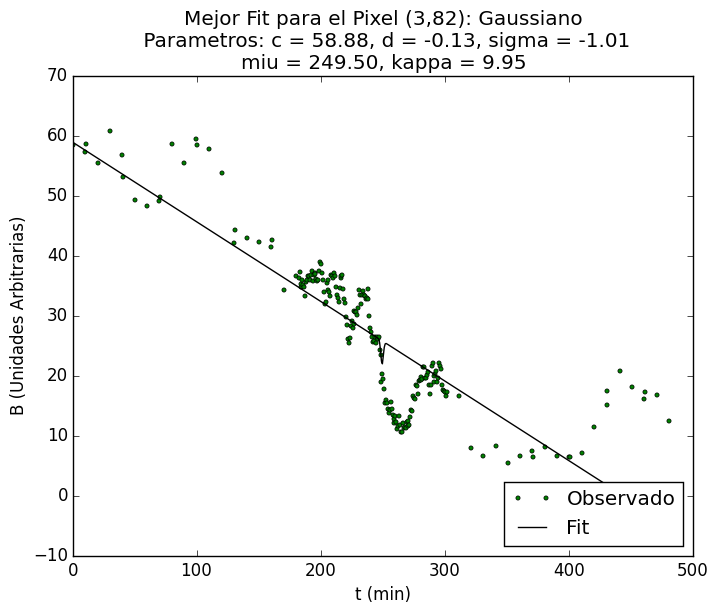 Mejor Fit para el Pixel (3,82): Gaussiano
Parametros: c = 58.88, d = -0.13, sigma = -1.01
miu = 249.50, kappa = 9.95
70
60
50
40
30
20
10
0
−10
B (Unidades Arbitrarias)
Observado
Fit
0 100 200 300 400 500
t (min)